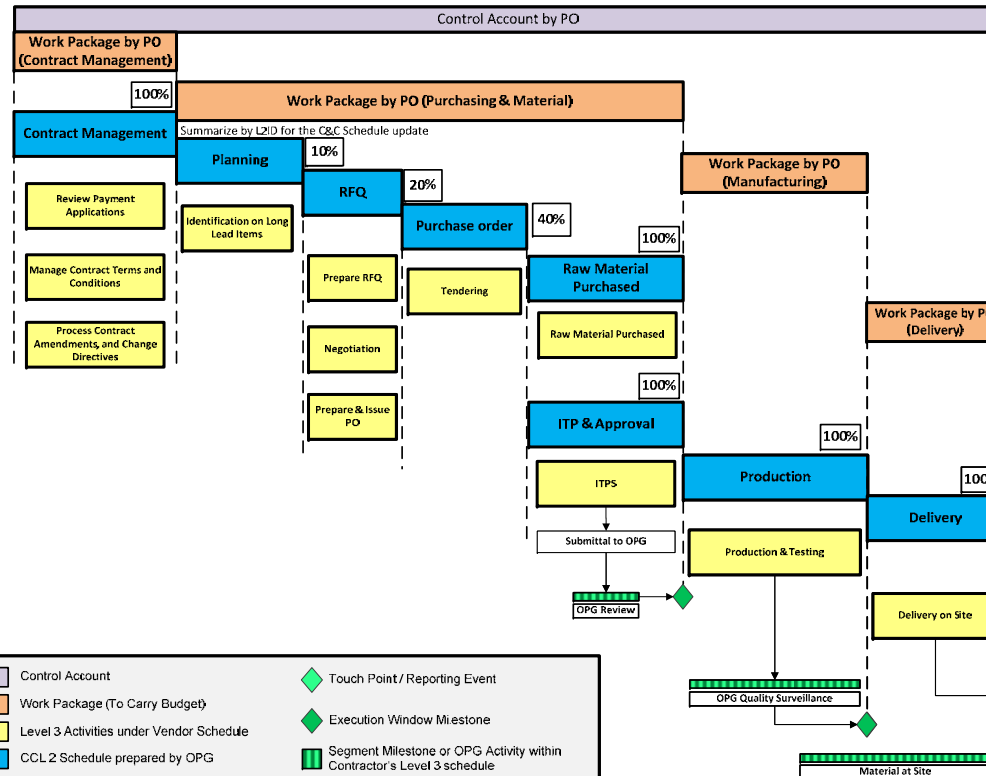 Control Account by PO
Work Package by PO
(Contract Management)
100%
Work Package by PO (Purchasing & Material)
Contract Management
Summarize by L2ID for the C&C Schedule update
Planning
10%
RFQ
20%
Purchase order
40%
100%
Work Package by PO
(Manufacturing)
Review Payment
Applications
Identification on Long
Lead Items
Manage Contract Terms and
Conditions
Prepare RFQ
Tendering
Raw Material
Purchased
Process Contract
Amendments, and Change
Directives
Negotiation
Raw Material Purchased
Work Package by P
(Delivery)
Prepare & Issue
PO
100%
ITP & Approval
100%
ITPS
Production
100
Delivery
Submittal to OPG
Production & Testing
OPG Review
Delivery on Site
OPG Quality Surveillance
Material at Site
Control Account
Work Package (To Carry Budget)
Level 3 Activities under Vendor Schedule
CCL 2 Schedule prepared by OPG
Touch Point / Reporting Event
Execution Window Milestone
Segment Milestone or OPG Activity within
Contractor's Level 3 schedule